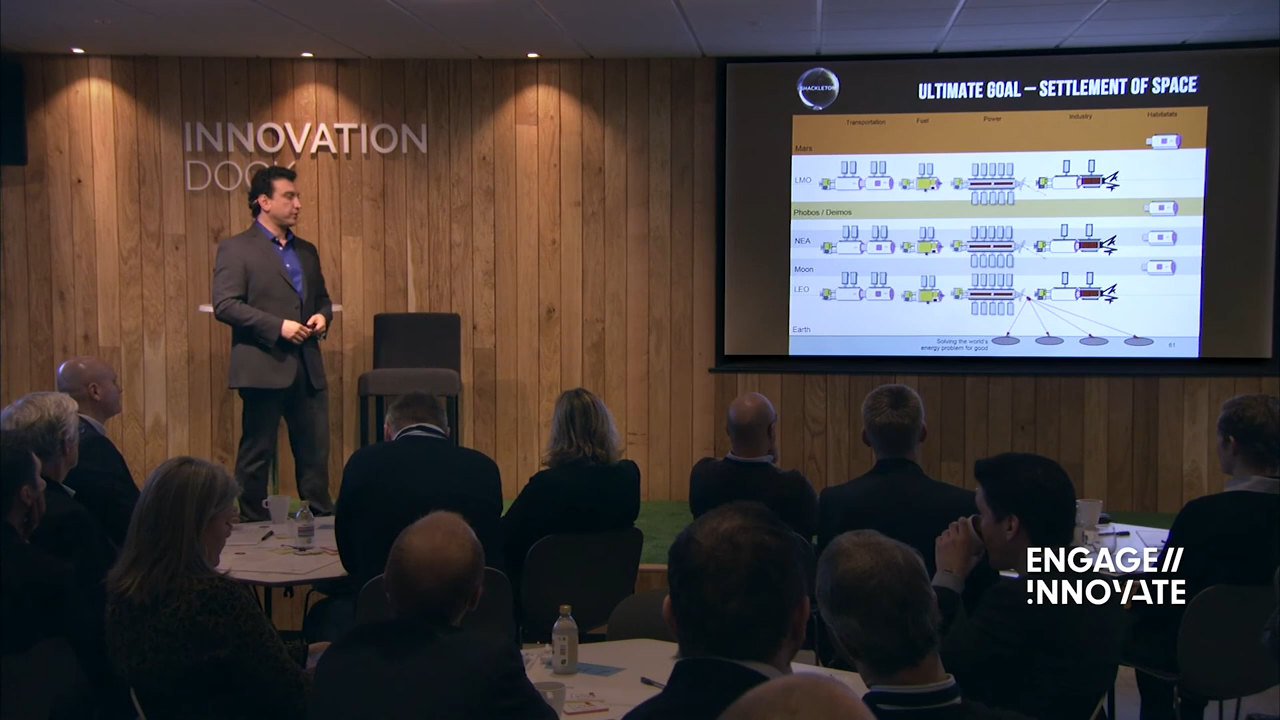 INNOVATION
DOCK
SHACKLETON
ULTIMATE GOAL – SETTLEMENT OF SPACE
Transportation Fuel Power Industry Habitatats
Mars
LMO
Phobos / Deimos
NEA
Moon
LEO
Earth
Solving the world's
energy problem for good
61
ENGAGE//
INNOVATE